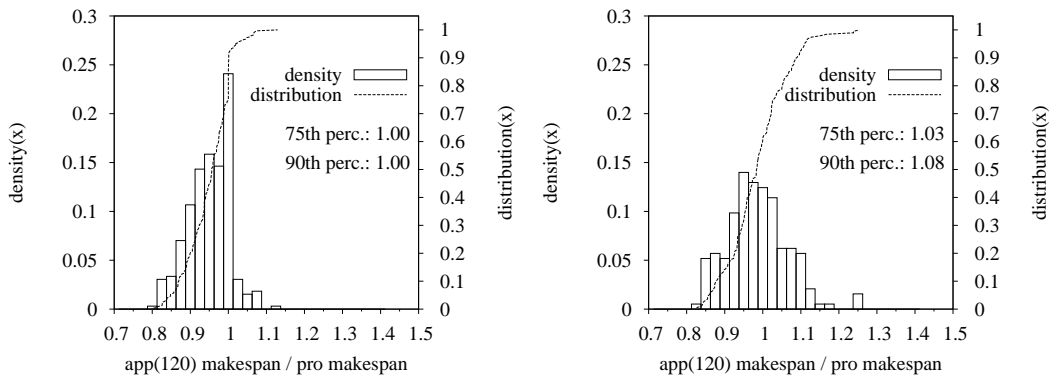 density(x)
0.3
0.25
0.2
0.15
0.1
0.05
0
density
distribution
75th perc.: 1.00
90th perc.: 1.00
1
0.9
0.8
0.7
0.6
0.5
0.4
0.3
0.2
0.1
0
distribution(x)
0.7 0.8 0.9 1 1.1 1.2 1.3 1.4 1.5
app(120) makespan / pro makespan
density(x)
0.3
0.25
0.2
0.15
0.1
0.05
0
density
distribution
75th perc.: 1.03
90th perc.: 1.08
1
0.9
0.8
0.7
0.6
0.5
0.4
0.3
0.2
0.1
0
distribution(x)
0.7 0.8 0.9 1 1.1 1.2 1.3 1.4 1.5
app(120) makespan / pro makespan